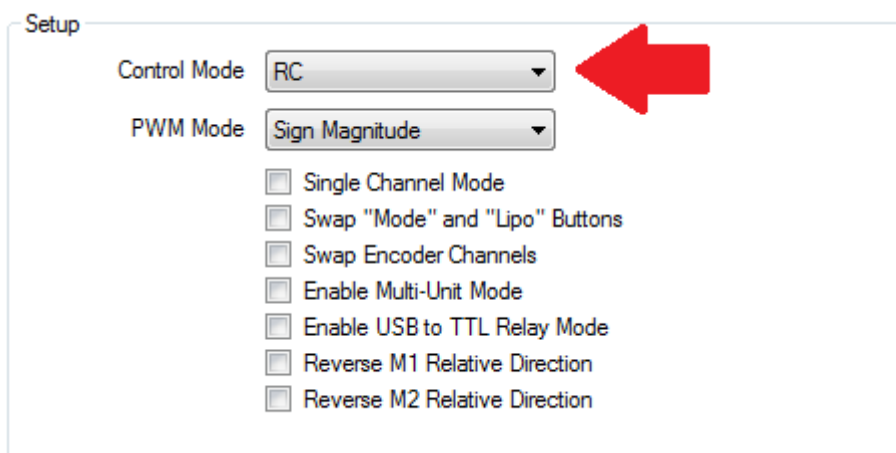 Setup
Control Mode RC
PWM Mode Sign Magnitude
Single Channel Mode
Swap "Mode" and "Lipo" Buttons
Swap Encoder Channels
Enable Multi-Unit Mode
Enable USB to TTL Relay Mode
Reverse M1 Relative Direction
Reverse M2 Relative Direction